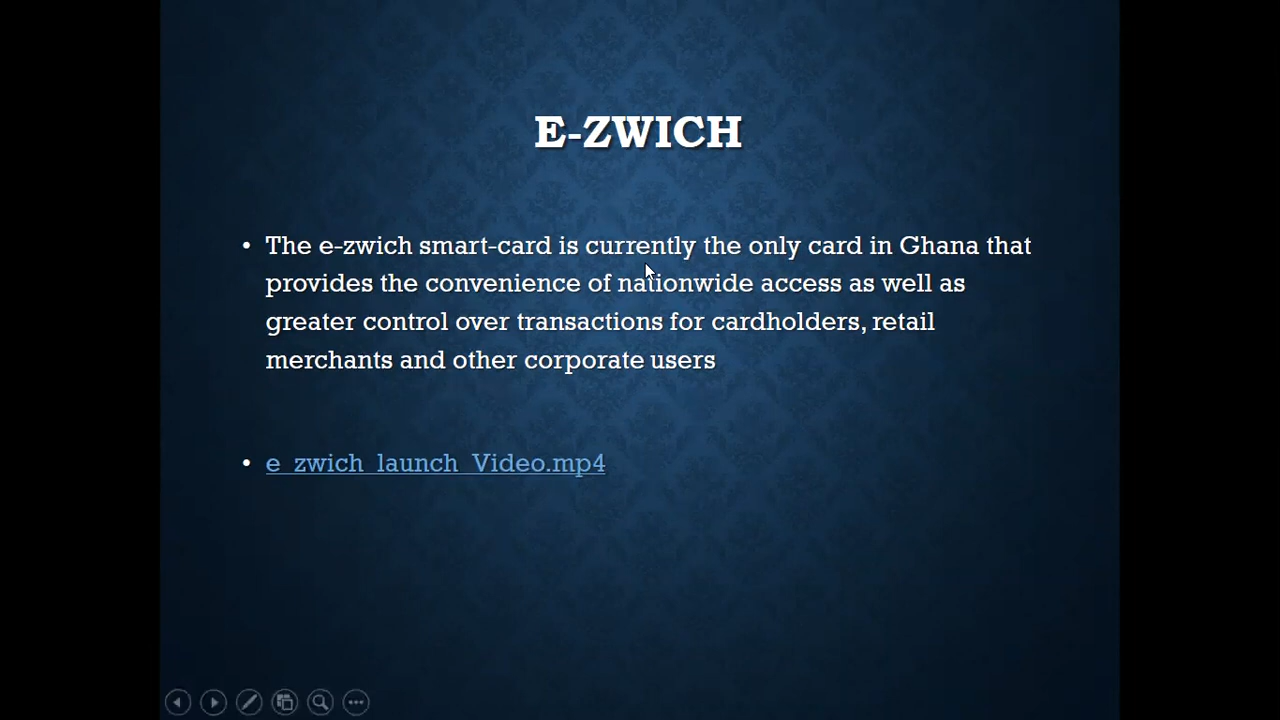 E-ZWICH
• The e-zwich smart-card is currently the only card in Ghana that
provides the convenience of nationwide access as well as
greater control over transactions for cardholders, retail
merchants and other corporate users
• e_zwich_launch_Video.mp4